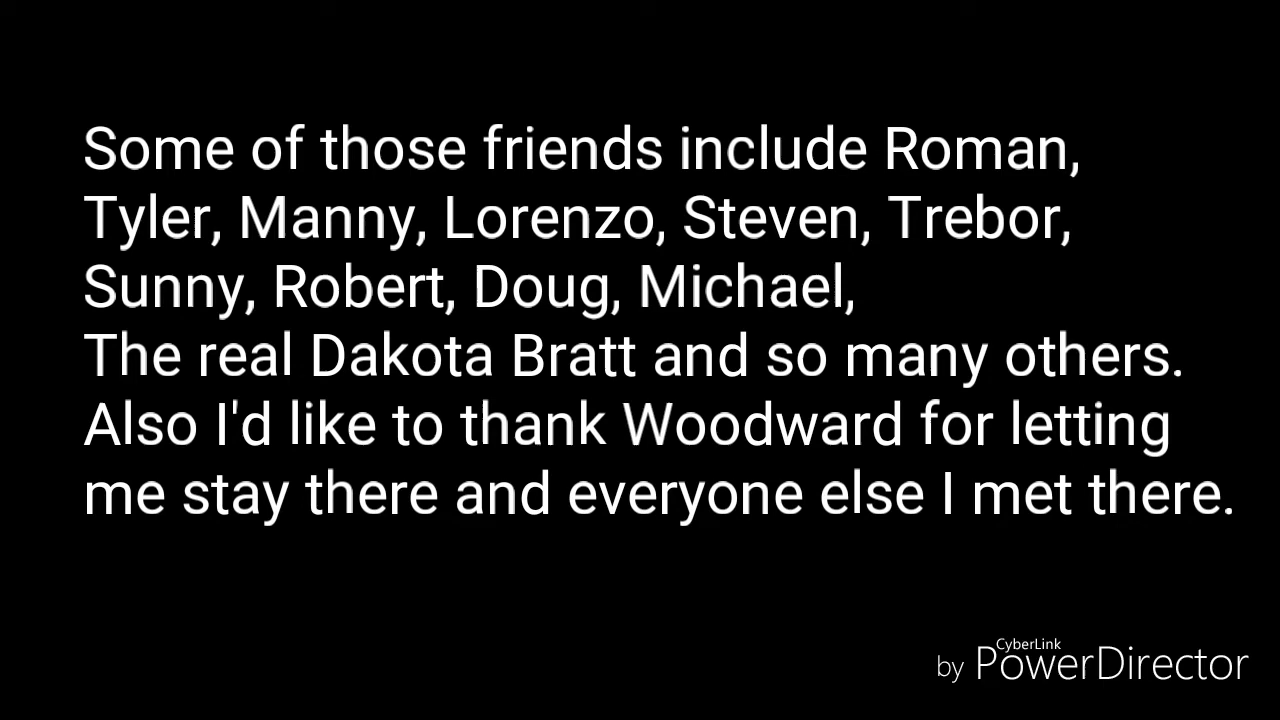 Some of those friends include Roman,
Tyler, Manny, Lorenzo, Steven, Trebor,
Sunny, Robert, Doug, Michael,
The real Dakota Bratt and so many others.
Also I'd like to thank Woodward for letting
me stay there and everyone else I met there.
CyberLink
by PowerDirector